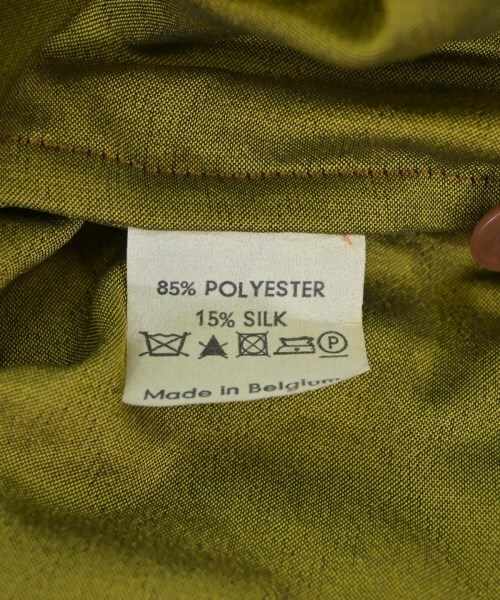 85% POLYESTER
15% SILK
P
Made in Belgium